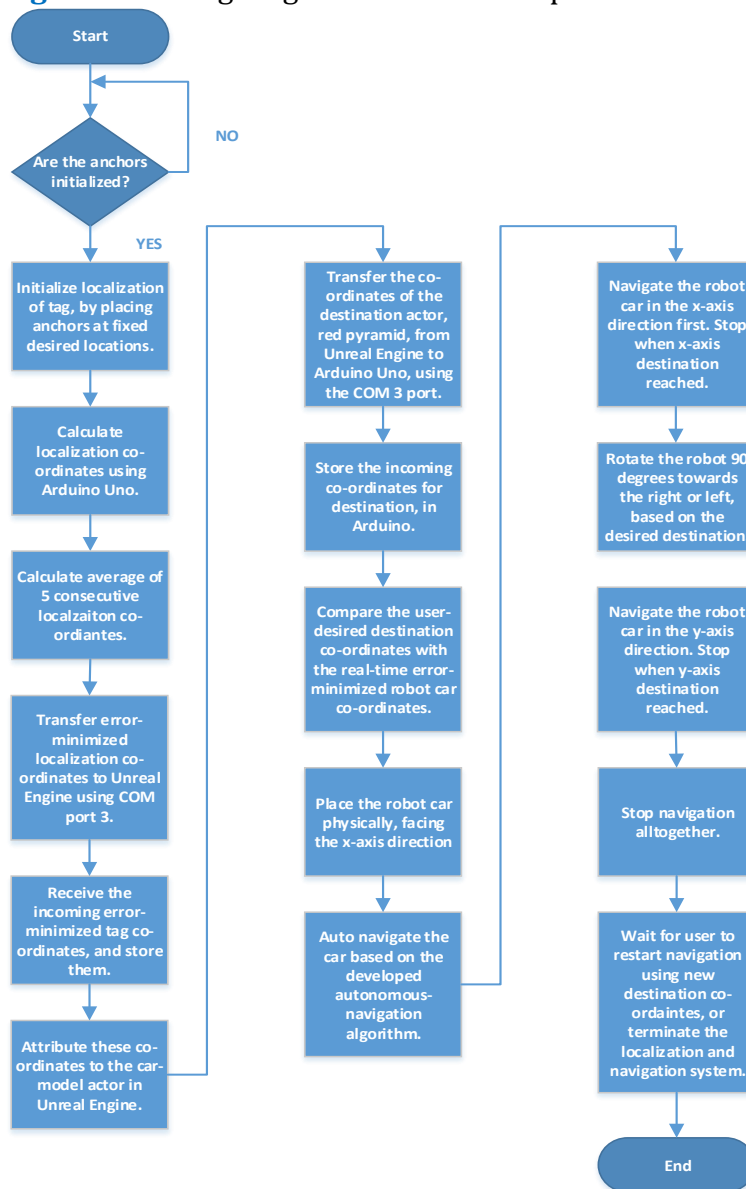 Start
NO
Are the anchors
initialized?
YES
Initialize localization
of tag, by placing
anchors at fixed
desired locations.
Calculate
localization co-
ordinates using
Arduino Uno.
Calculate average of
5 consecutive
localzaiton co-
ordiantes.
Transfer error-
minimized
localization co-
ordinates to Unreal
Engine using COM
port 3.
Receive the
incoming error-
minimized tag co-
ordinates, and store
them.
Attribute these co-
ordinates to the car-
model actor in
Unreal Engine.
Transfer the co-
ordinates of the
destination actor,
red pyramid, from
Unreal Engine to
Arduino Uno, using
the COM 3 port.
Store the incoming
co-ordinates for
destination, in
Arduino.
Compare the user-
desired destination
co-ordinates with
the real-time error-
minimized robot car
co-ordinates.
Place the robot car
physically, facing
the x-axis direction
Auto navigate the
car based on the
developed
autonomous-
navigation
algorithm.
Navigate the robot
car in the x-axis
direction first. Stop
when x-axis
destination
reached.
Rotate the robot 90
degrees towards
the right or left,
based on the
desired destination
Navigate the robot
car in the y-axis
direction. Stop
when y-axis
destination
reached.
Stop navigation
alltogether.
Wait for user to
restart navigation
using new
destination co-
ordaintes, or
terminate the
localization and
navigation system.
End